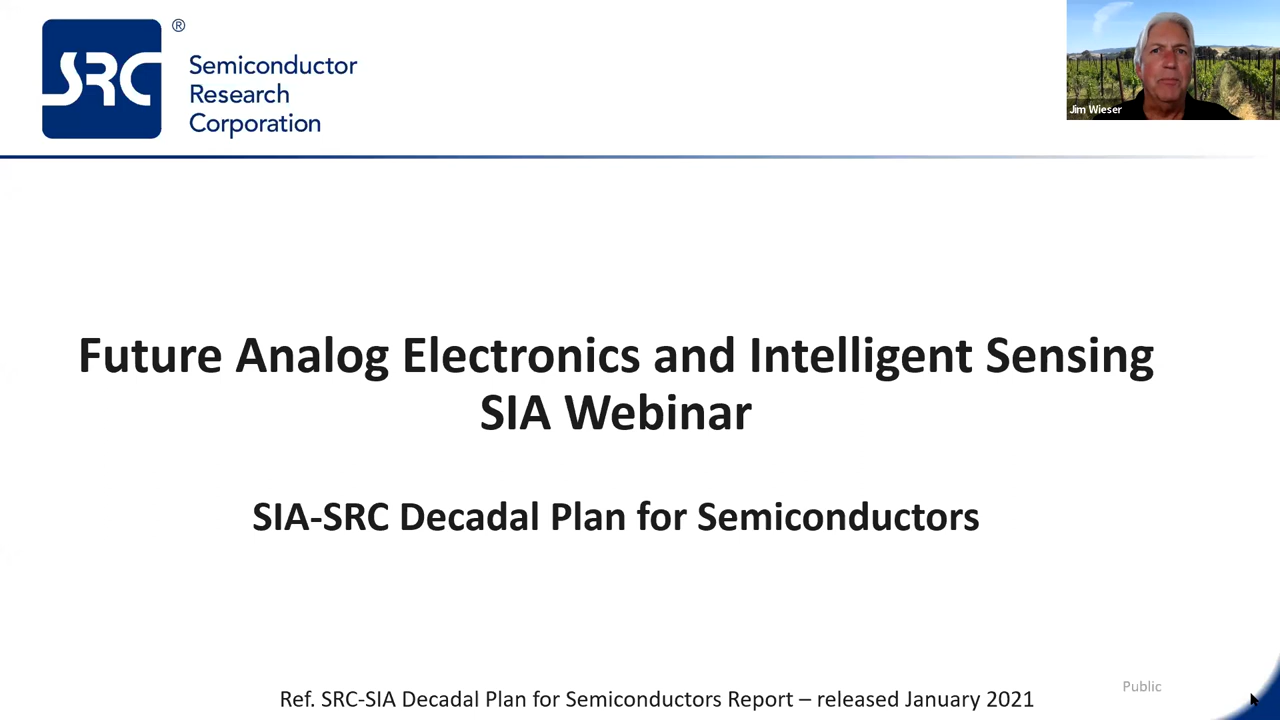 SRC
®
Semiconductor
Research
Corporation
Jim Wieser
Future Analog Electronics and Intelligent Sensing
SIA Webinar
SIA-SRC Decadal Plan for Semiconductors
Public
Ref. SRC-SIA Decadal Plan for Semiconductors Report – released January 2021